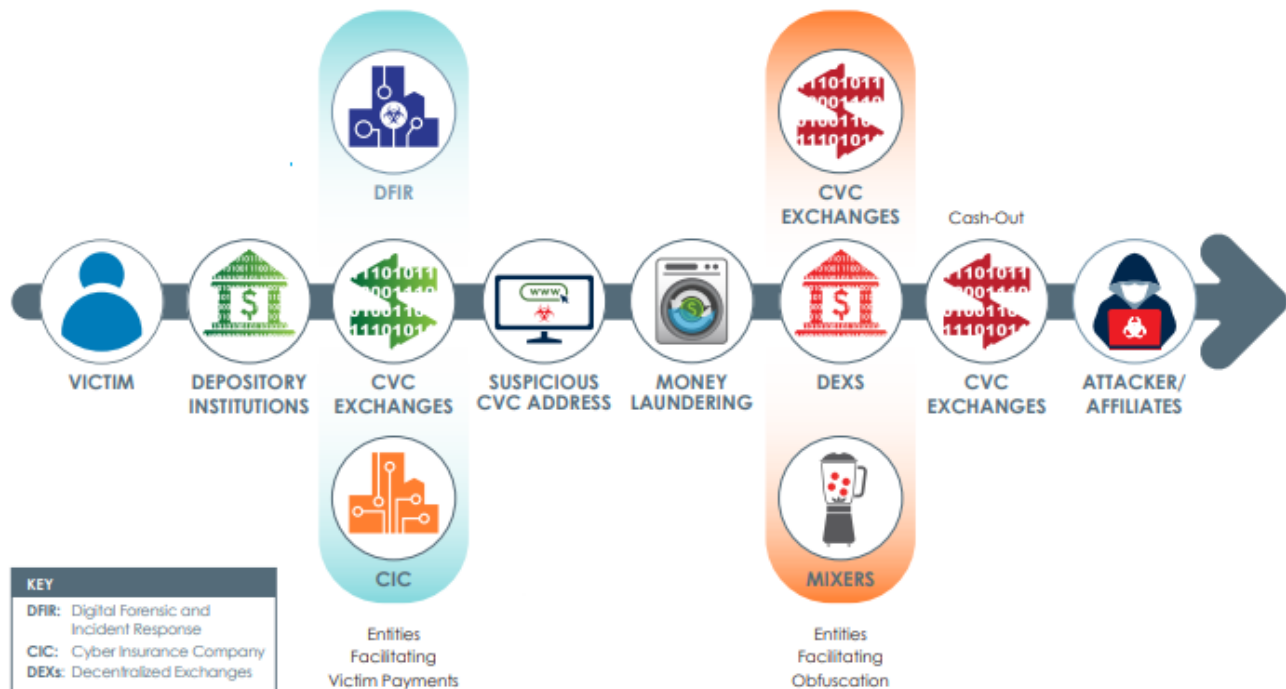 DFIR
CVC
EXCHANGES
Cash-Out
VICTIM
DEPOSITORY
INSTITUTIONS
CVC
EXCHANGES
www
SUSPICIOUS
CVC ADDRESS
MONEY
LAUNDERING
DEXS
CVC
EXCHANGES
ATTACKER/
AFFILIATES
CIC
MIXERS
Entities
Facilitating
Victim Payments
Entities
Facilitating
Obfuscation
KEY
DFIR: Digital Forensic and
Incident Response
CIC: Cyber Insurance Company
DEXs: Decentralized Exchanges